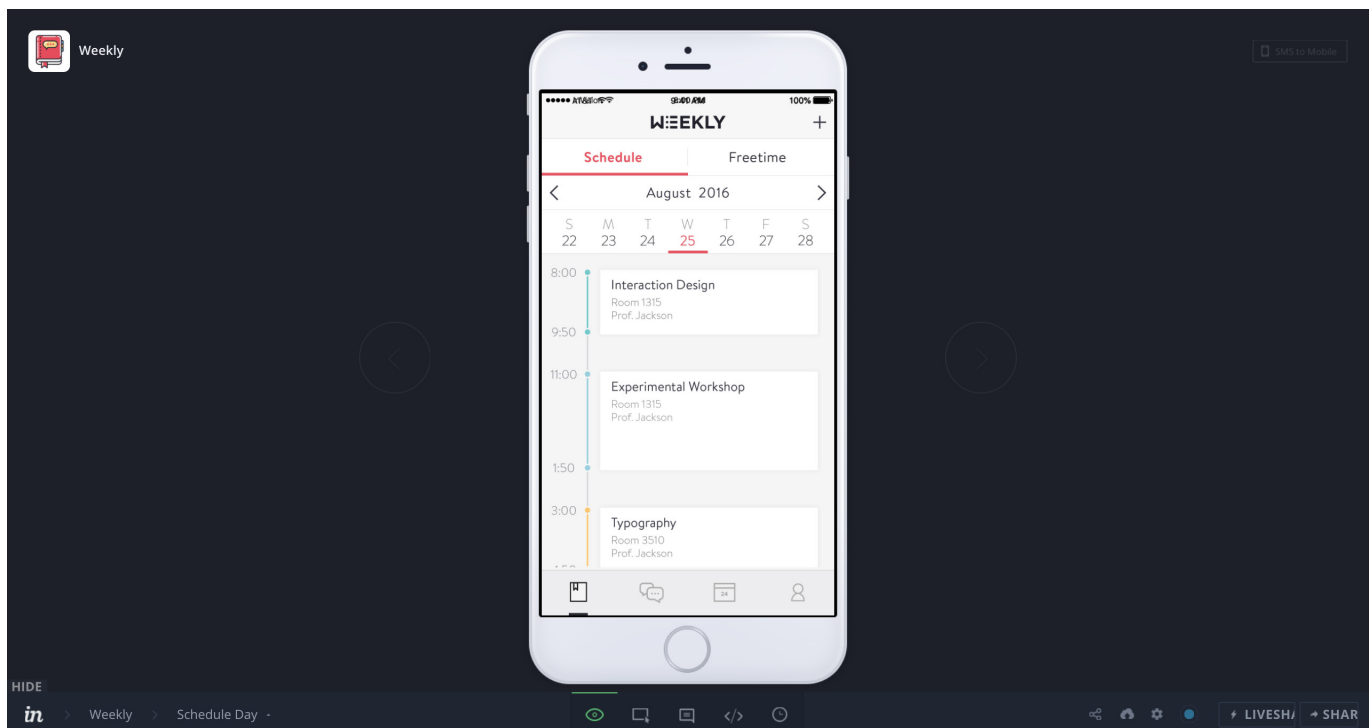 Weekly
SMS to Mobile
100%
WEEKLY
+
Schedule Freetime
August 2016
S M T W T F S
22 23 24 25 26 27 28
8:00
Interaction Design
Room 1315
Prof. Jackson
9:50
11:00
Experimental Workshop
Room 1315
Prof. Jackson
1:50
3:00
Typography
Room 3510
Prof. Jackson
24
HIDE
in > Weekly > Schedule Day
</>
LIVESHA
SHAR